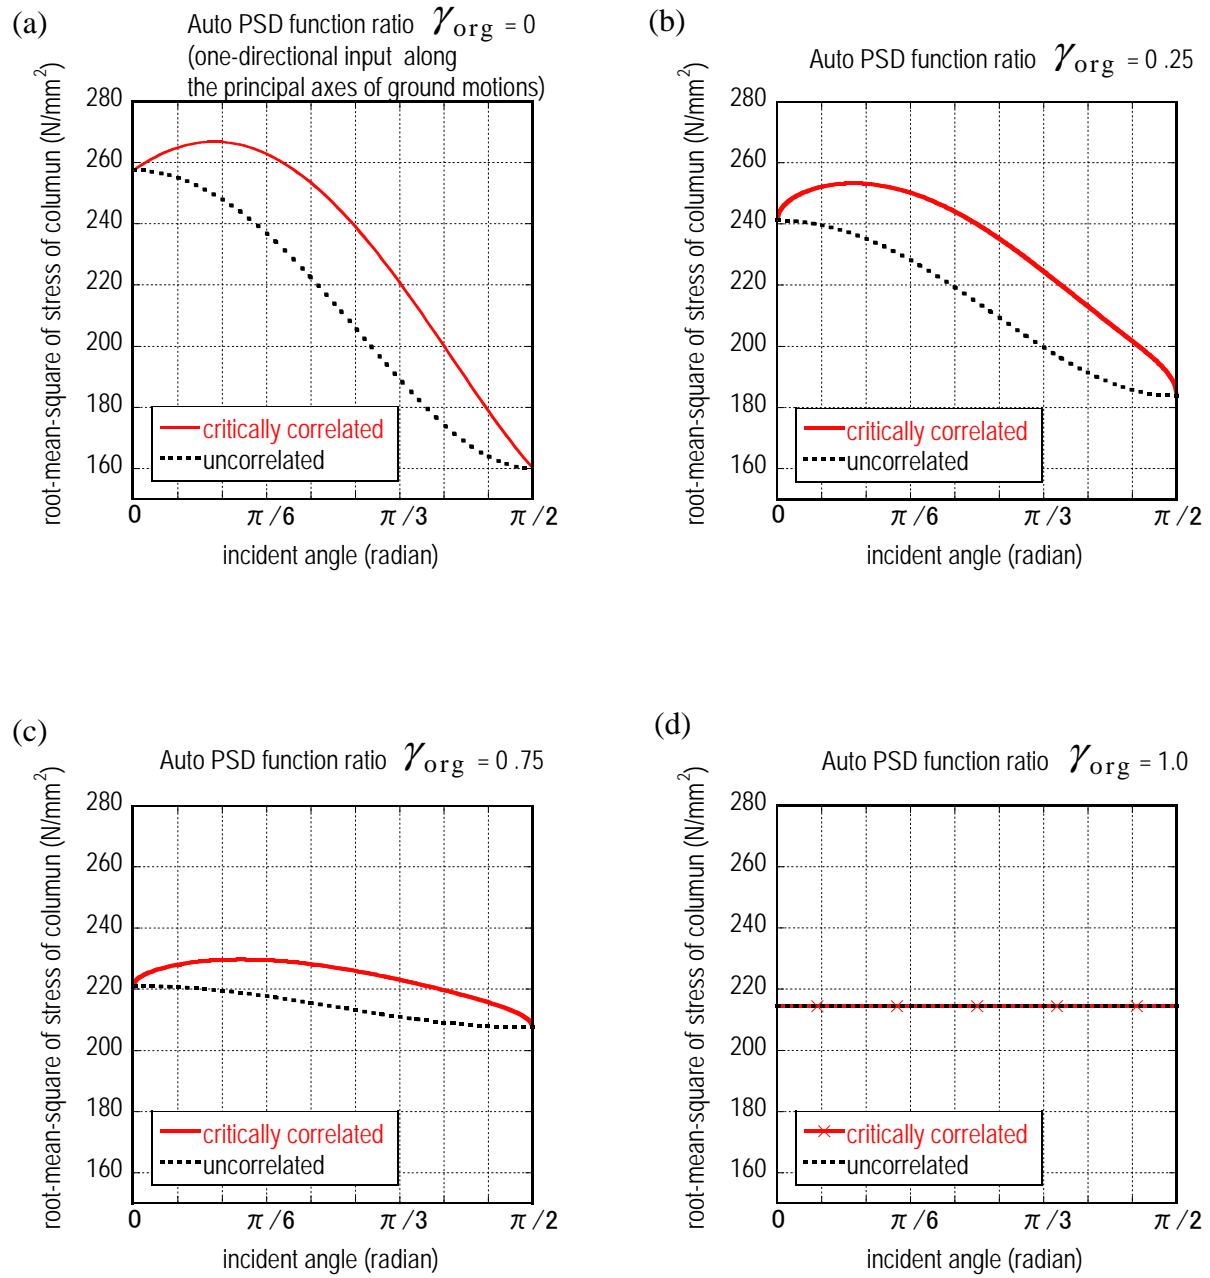 (a)
Auto PSD function ratio γorg = 0
(one-directional input along
the principal axes of ground motions)
root-mean-square of stress of columun (N/mm2)
280
260
240
220
200
180
160
critically correlated
uncorrelated
0 π/6 π/3 π/2
incident angle (radian)
(b)
Auto PSD function ratio γorg = 0 .25
root-mean-square of stress of columun (N/mm2)
280
260
240
220
200
180
160
critically correlated
uncorrelated
0 π/6 π/3 π/2
incident angle (radian)
(c)
Auto PSD function ratio γorg = 0 .75
root-mean-square of stress of columun (N/mm2)
280
260
240
220
200
180
160
critically correlated
uncorrelated
0 π/6 π/3 π/2
incident angle (radian)
(d)
Auto PSD function ratio γorg = 1.0
root-mean-square of stress of columun (N/mm2)
280
260
240
220
200
180
160
critically correlated
uncorrelated
0 π/6 π/3 π/2
incident angle (radian)